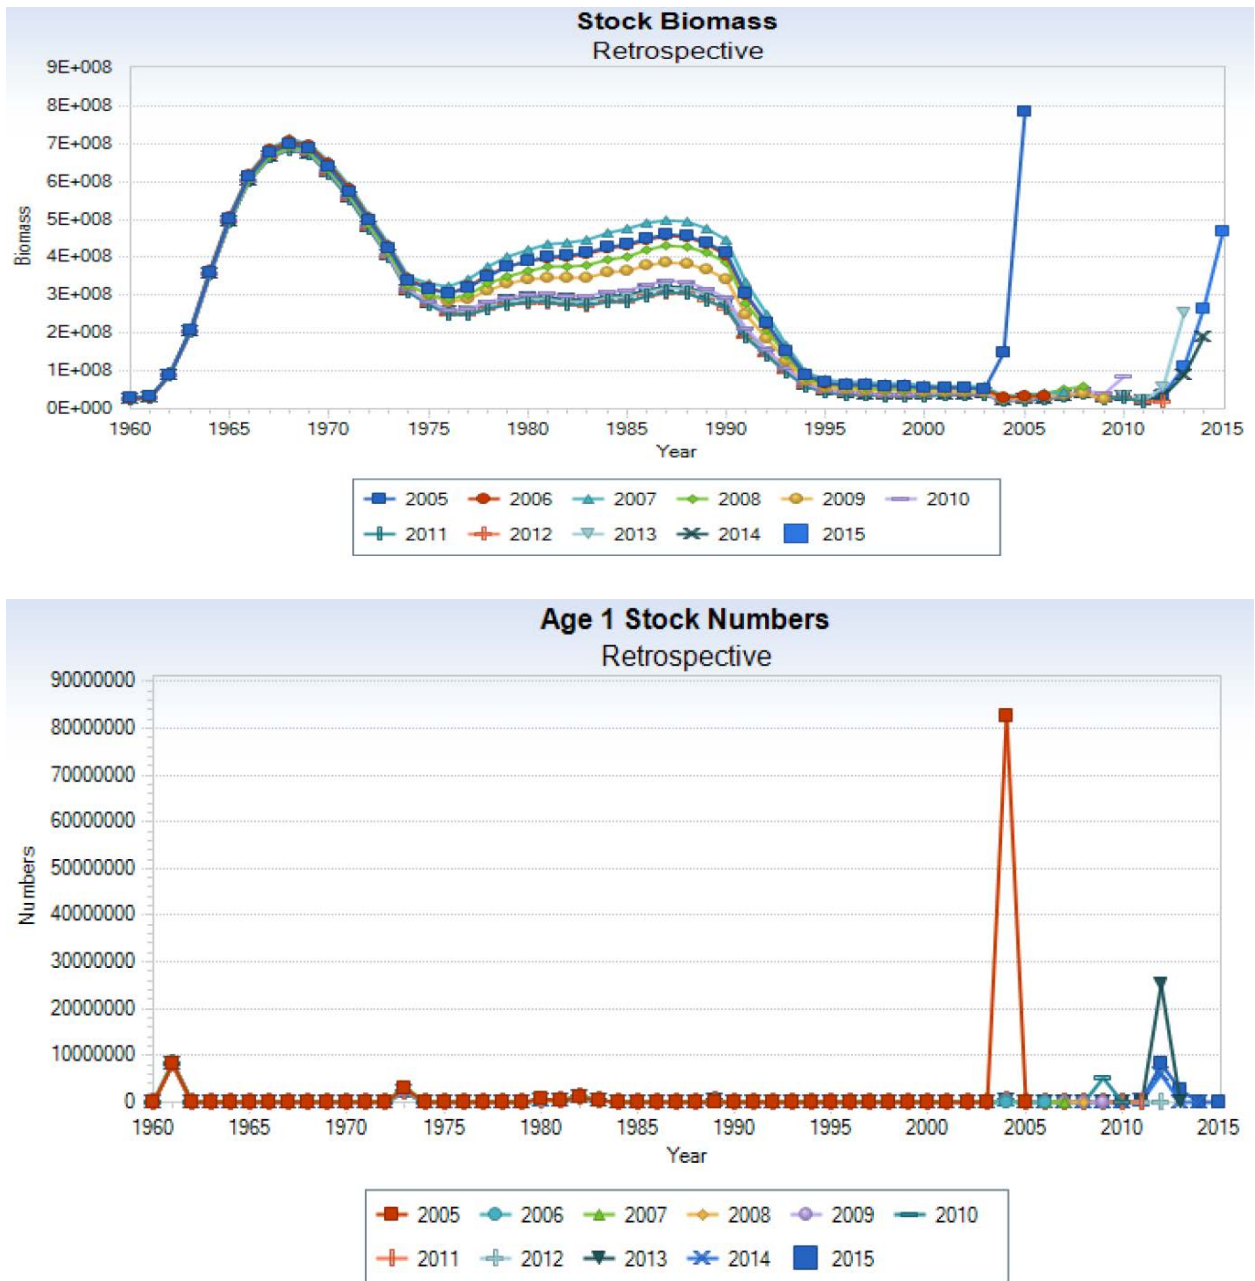 Stock Biomass
Retrospective
9E+008
8E+008
7E+008
6E+008
5E+008
4E+008
3E+008
2E+008
1E+008
0E+000
Biomass
1960 1965 1970 1975 1980 1985 1990 1995 2000 2005 2010 2015
Year
2005 2006 2007 2008 2009 2010
2011 2012 2013 2014 2015
Age 1 Stock Numbers
Retrospective
90000000
80000000
70000000
60000000
50000000
40000000
30000000
20000000
10000000
0
Numbers
1960 1965 1970 1975 1980 1985 1990 1995 2000 2005 2010 2015
Year
2005 2006 2007 2008 2009 2010
2011 2012 2013 2014 2015